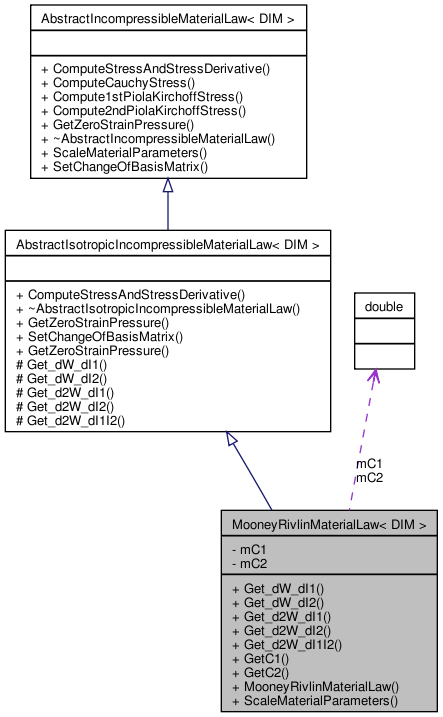 AbstractIncompressibleMaterialLaw< DIM >
+ ComputeStressAndStressDerivative()
+ ComputeCauchyStress()
+ Compute1stPiolaKirchoffStress()
+ Compute2ndPiolaKirchoffStress()
+ GetZeroStrainPressure()
+ ~AbstractIncompressibleMaterialLaw()
+ ScaleMaterialParameters()
+ SetChangeOfBasisMatrix()
AbstractIsotropicIncompressibleMaterialLaw< DIM >
+ ComputeStressAndStressDerivative()
+ ~AbstractIsotropicIncompressibleMaterialLaw()
+ GetZeroStrainPressure()
+ SetChangeOfBasisMatrix()
+ GetZeroStrainPressure()
# Get_dW_dI1()
# Get_dW_dI2()
# Get_d2W_dI1()
# Get_d2W_dI2()
# Get_d2W_dI1I2()
double
mC1
mC2
MooneyRivlinMaterialLaw< DIM >
- mC1
- mC2
+ Get_dW_dI1()
+ Get_dW_dI2()
+ Get_d2W_dI1()
+ Get_d2W_dI2()
+ Get_d2W_dI1I2()
+ GetC1()
+ GetC2()
+ MooneyRivlinMaterialLaw()
+ ScaleMaterialParameters()